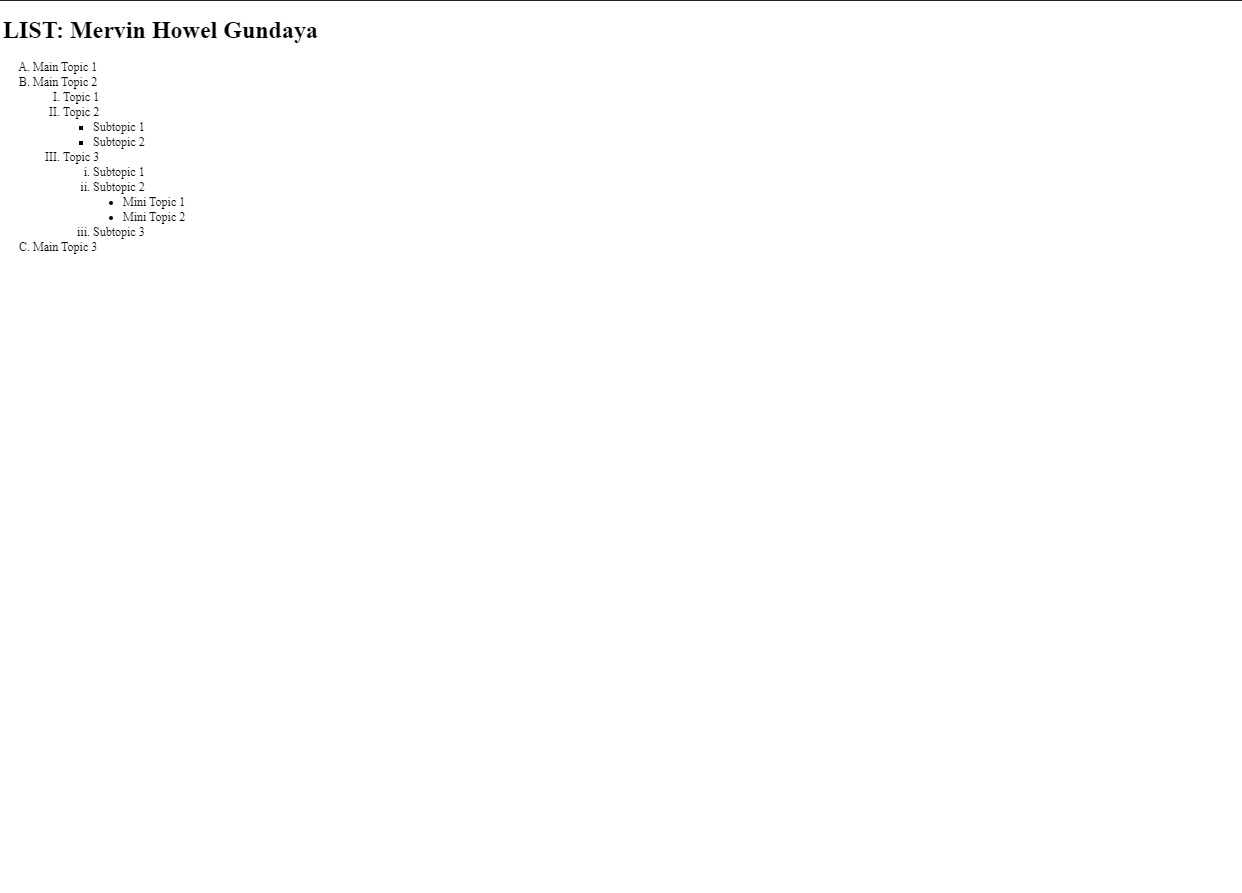 LIST: Mervin Howel Gundaya
A. Main Topic 1
B. Main Topic 2
I. Topic 1
II. Topic 2
▪ Subtopic 1
▪ Subtopic 2
III. Topic 3
i. Subtopic 1
ii. Subtopic 2
• Mini Topic 1
• Mini Topic 2
iii. Subtopic 3
C. Main Topic 3